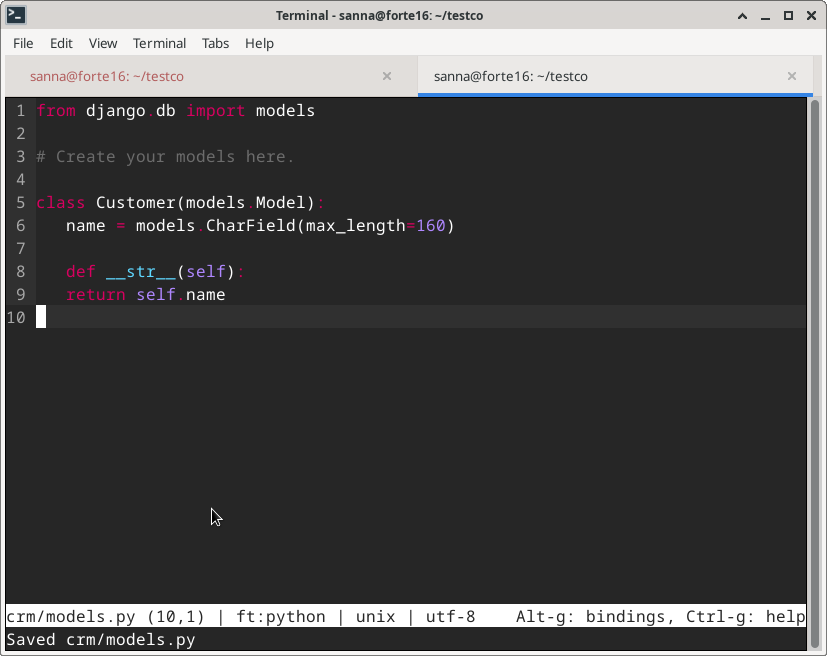 Terminal - sanna@forte16: ~/testco
File Edit View Terminal Tabs Help
sanna@forte16: ~/testco sanna@forte16: ~/testco
1 from django.db import models
2
3 # Create your models here.
4
5 class Customer(models.Model):
6    name = models.CharField(max_length=160)
7
8    def __str__(self):
9    return self.name
10
crm/models.py (10,1) | ft:python | unix | utf-8    Alt-g: bindings, Ctrl-g: help
Saved crm/models.py